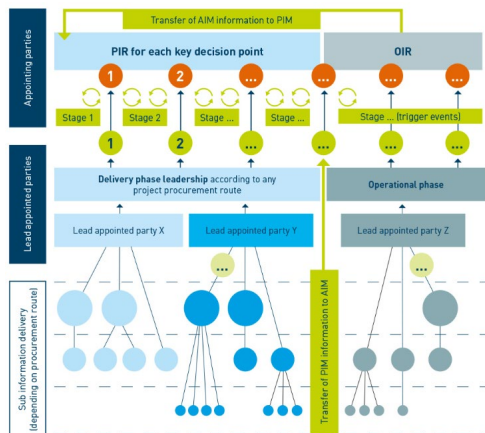 Transfer of AIM information to PIM
Appointing parties
PIR for each key decision point
OIR
1
2
...
...
...
...
Stage 1
Stage 2
Stage ...
Stage ...
Stage ... (trigger events)
1
2
...
...
...
...
Lead appointed parties
Delivery phase leadership according to any
project procurement route
Operational phase
Lead appointed party X
Lead appointed party Y
Lead appointed party Z
...
...
Transfer of PIM information to AIM
Sub information delivery
(depending on procurement route)